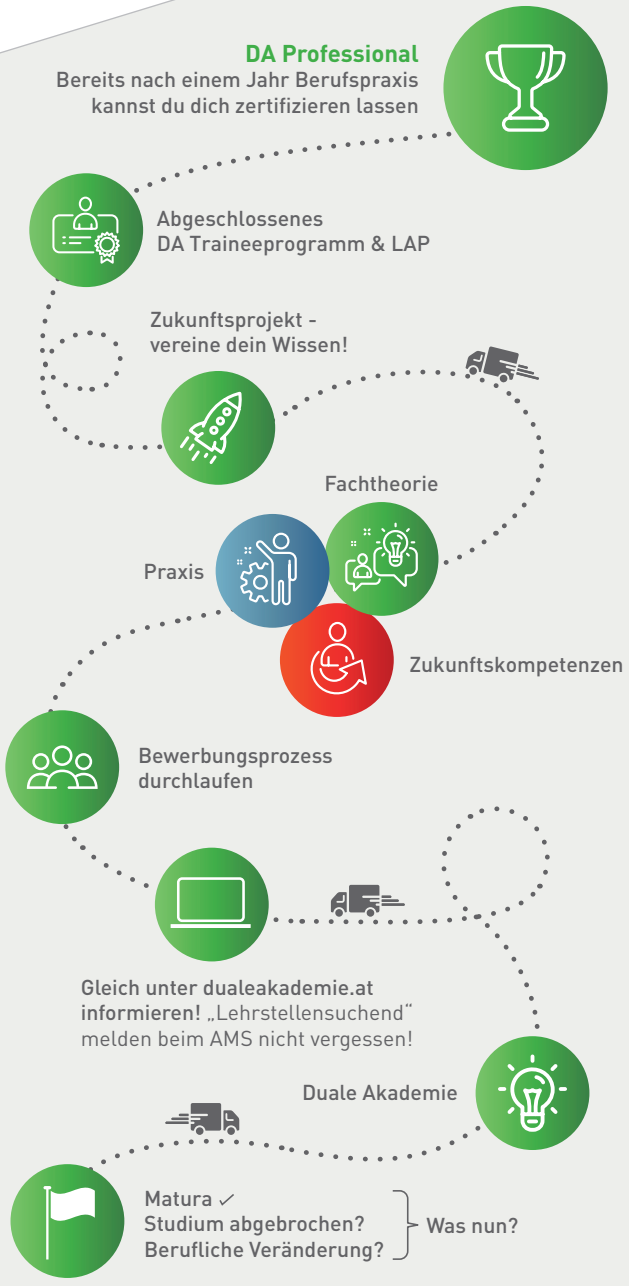 DA Professional
Bereits nach einem Jahr Berufspraxis
kannst du dich zertifizieren lassen
Abgeschlossenes
DA Traineeprogramm & LAP
Zukunftsprojekt -
vereine dein Wissen!
Fachtheorie
Praxis
Zukunftskompetenzen
Bewerbungsprozess
durchlaufen
Gleich unter dualeakademie.at
informieren! „Lehrstellensuchend“
melden beim AMS nicht vergessen!
Duale Akademie
Matura ✓
Studium abgebrochen?
Berufliche Veränderung?
Was nun?